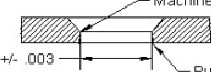 Machine
+/- .003